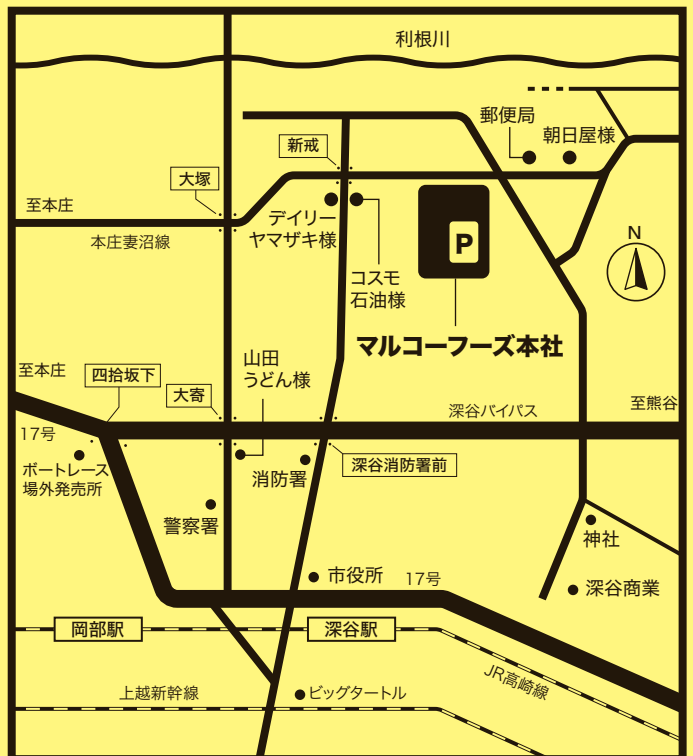 利根川
郵便局
朝日屋様
新戒
大塚
至本庄
デイリー
ヤマザキ様
本庄妻沼線
P
N
コスモ
石油様
マルコーフーズ本社
至本庄
四拾坂下
山田
うどん様
大寄
深谷バイパス
至熊谷
17号
ボートレース
場外発売所
消防署
深谷消防署前
警察署
神社
市役所
17号
深谷商業
岡部駅
深谷駅
JR高崎線
上越新幹線
ビッグタートル